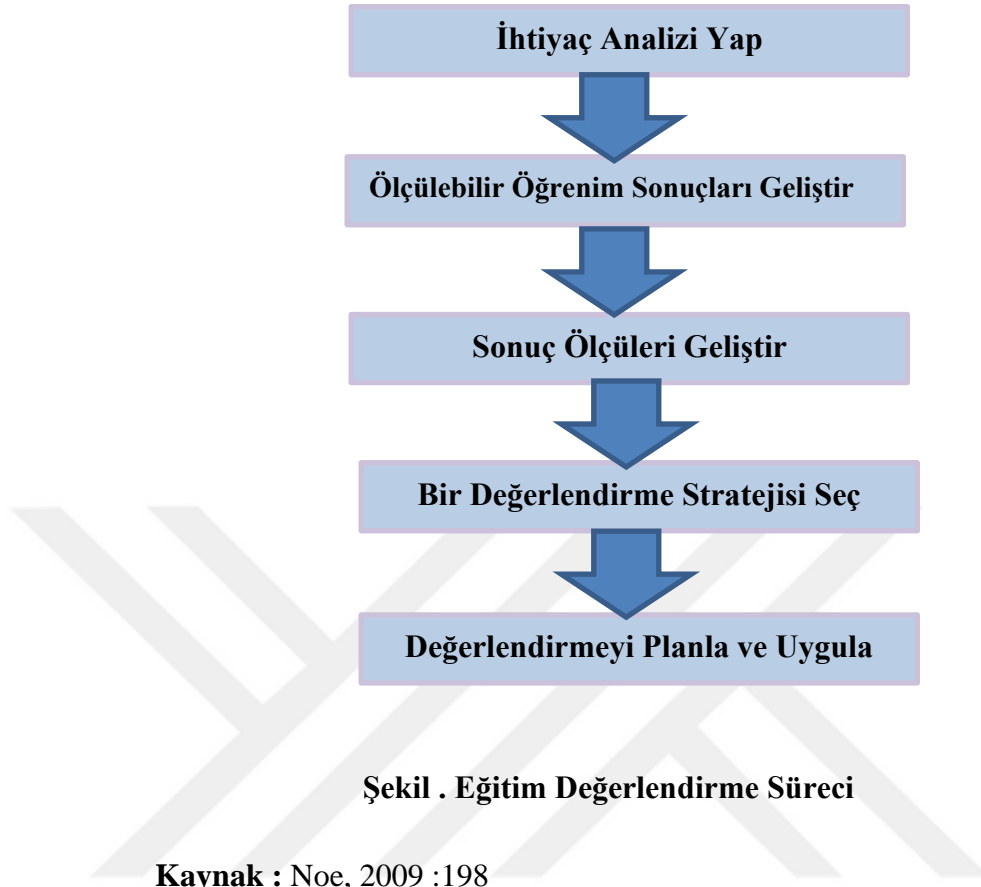 İhtiyaç Analizi Yap
Ölçülebilir Öğrenim Sonuçları Geliştir
Sonuç Ölçüleri Geliştir
Bir Değerlendirme Stratejisi Seç
Değerlendirmeyi Planla ve Uygula
Şekil . Eğitim Değerlendirme Süreci
Kaynak : Noe, 2009 :198